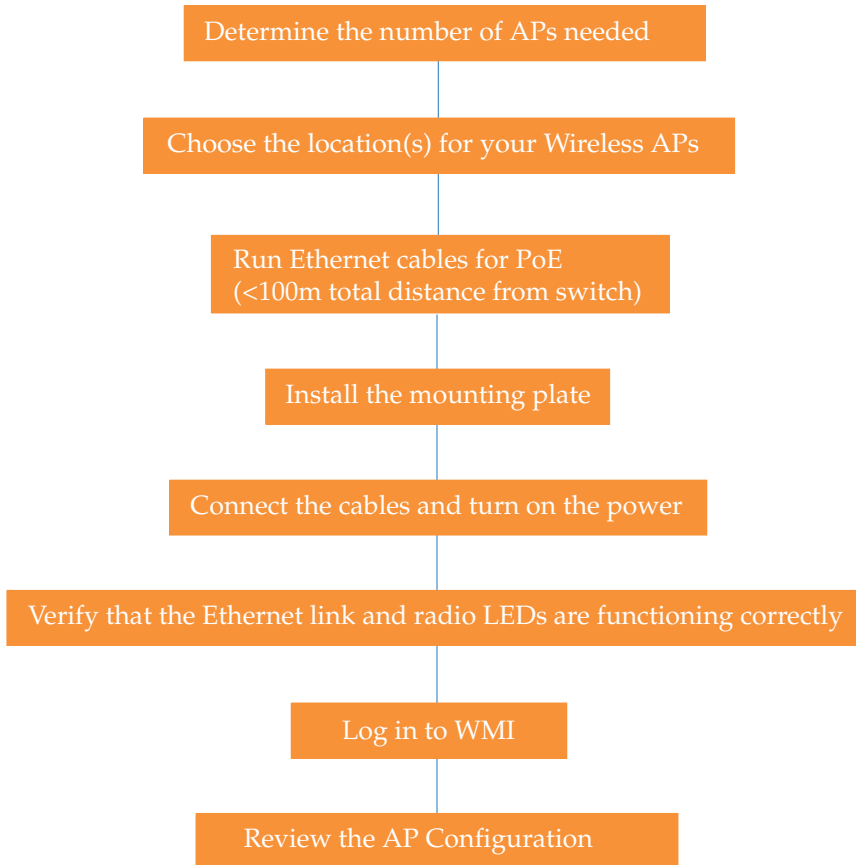 Determine the number of APs needed
Choose the location(s) for your Wireless APs
Run Ethernet cables for PoE
(<100m total distance from switch)
Install the mounting plate
Connect the cables and turn on the power
Verify that the Ethernet link and radio LEDs are functioning correctly
Log in to WMI
Review the AP Configuration